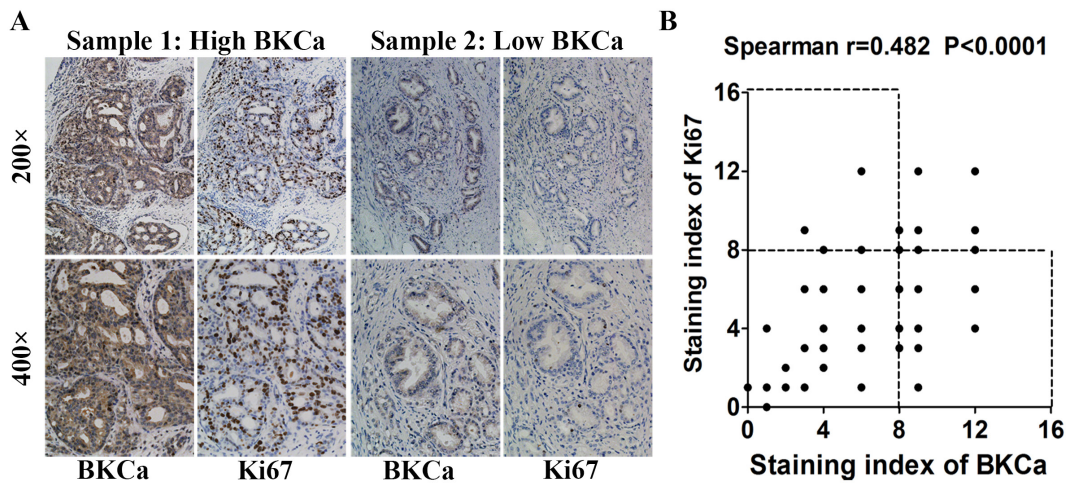 A
Sample 1: High BKCa
Sample 2: Low BKCa
200×
400×
BKCa
Ki67
BKCa
Ki67
B
Spearman r=0.482 P<0.0001
Staining index of Ki67
16
12
8
4
0
0
4
8
12
16
Staining index of BKCa